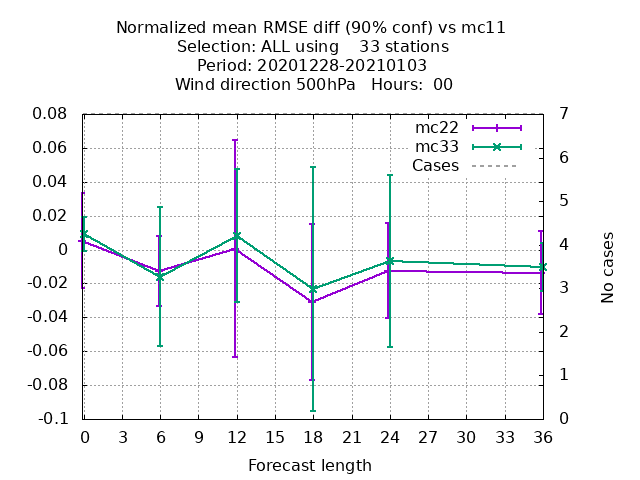 Normalized mean RMSE diff (90% conf) vs mc11
Selection: ALL using    33 stations
Period: 20201228-20210103
Wind direction 500hPa   Hours:  00
mc22
mc33
Cases
0.08
0.06
0.04
0.02
0
-0.02
-0.04
-0.06
-0.08
-0.1
7
6
5
4
3
2
1
0
No cases
0 3 6 9 12 15 18 21 24 27 30 33 36
Forecast length